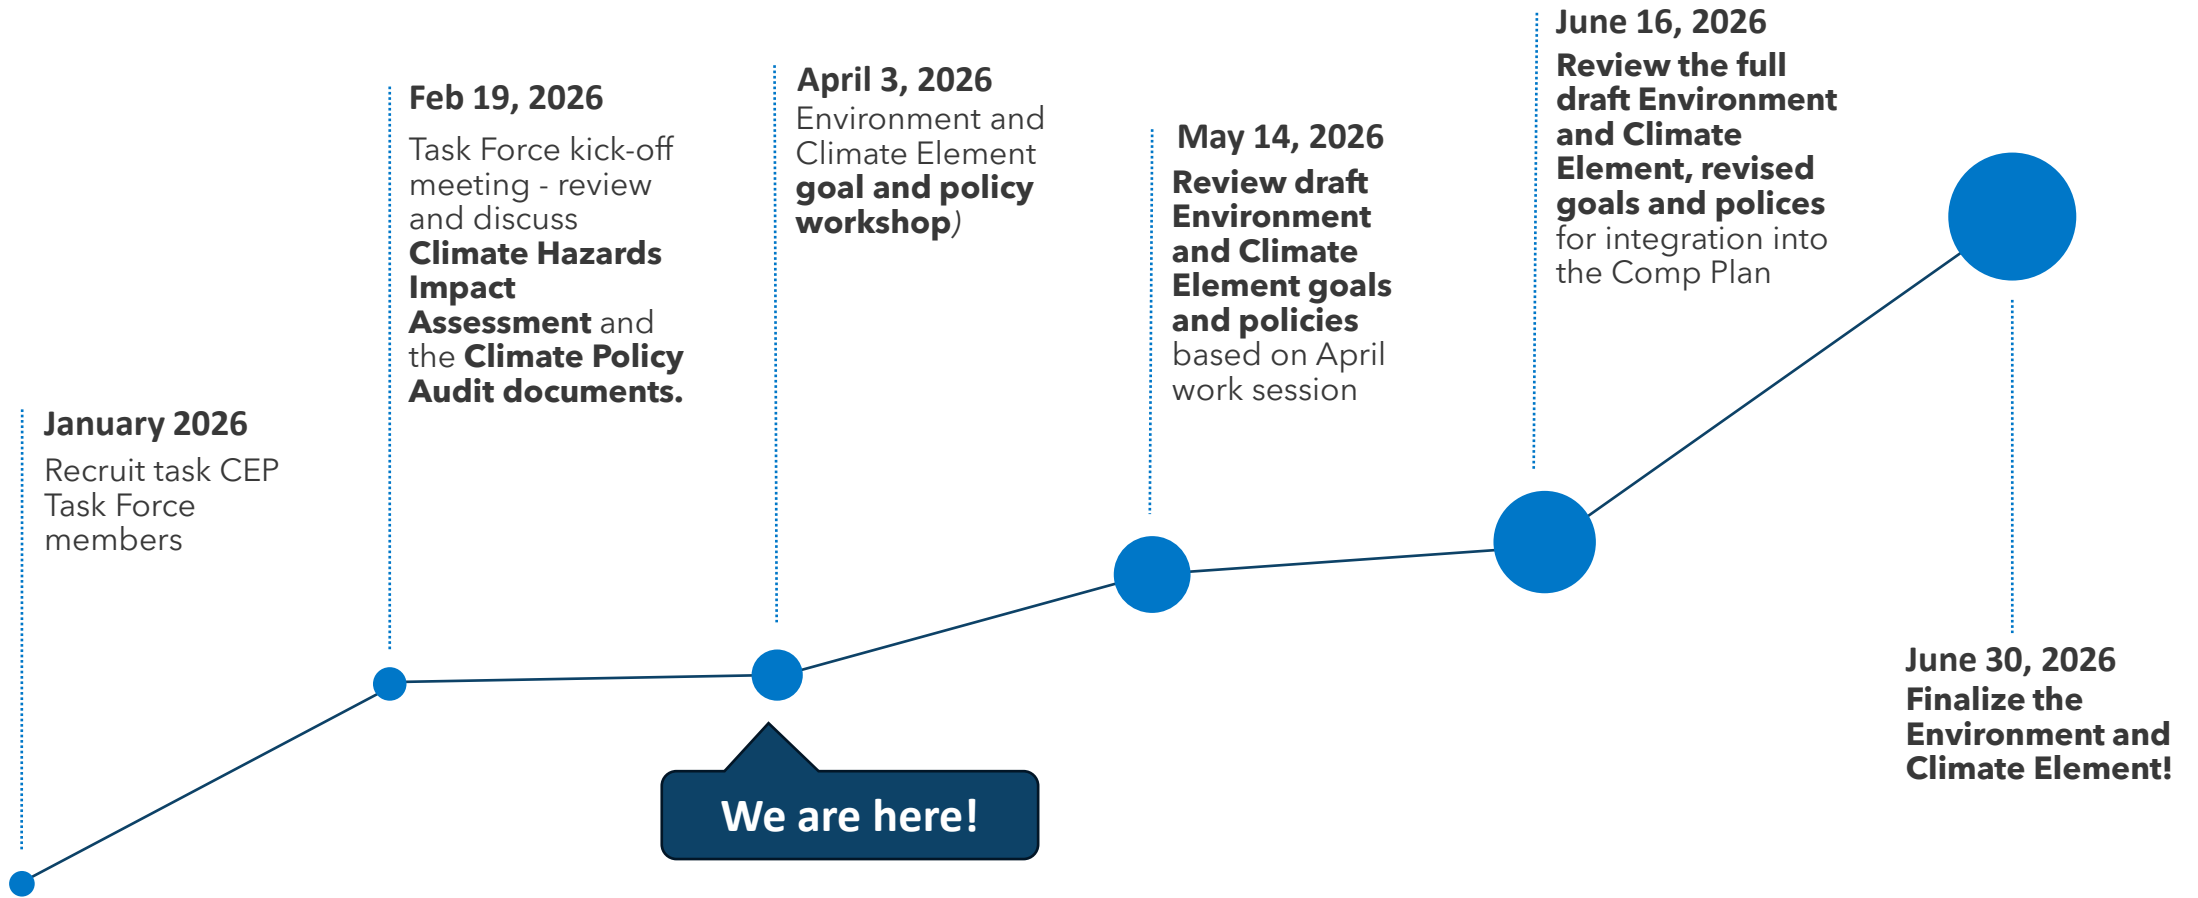 January 2026
Recruit task CEP
Task Force
members
Feb 19, 2026
Task Force kick-off
meeting - review
and discuss
Climate Hazards
Impact
Assessment and
the Climate Policy
Audit documents.
April 3, 2026
Environment and
Climate Element
goal and policy
workshop)
We are here!
May 14, 2026
Review draft
Environment
and Climate
Element goals
and policies
based on April
work session
June 16, 2026
Review the full
draft Environment
and Climate
Element, revised
goals and polices
for integration into
the Comp Plan
June 30, 2026
Finalize the
Environment and
Climate Element!